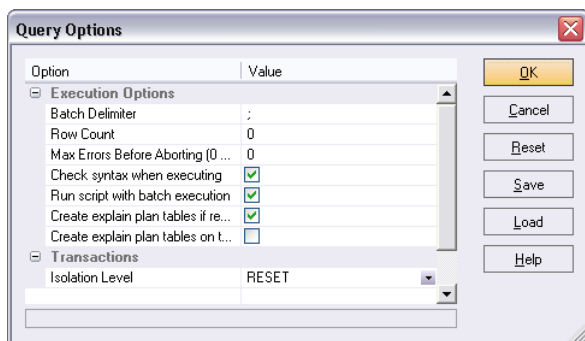 Query Options
Option Value
Execution Options
Batch Delimiter ;
Row Count 0
Max Errors Before Aborting (0 ... 0
Check syntax when executing
Run script with batch execution
Create explain plan tables if re...
Create explain plan tables on t...
Transactions
Isolation Level RESET
OK
Cancel
Reset
Save
Load
Help